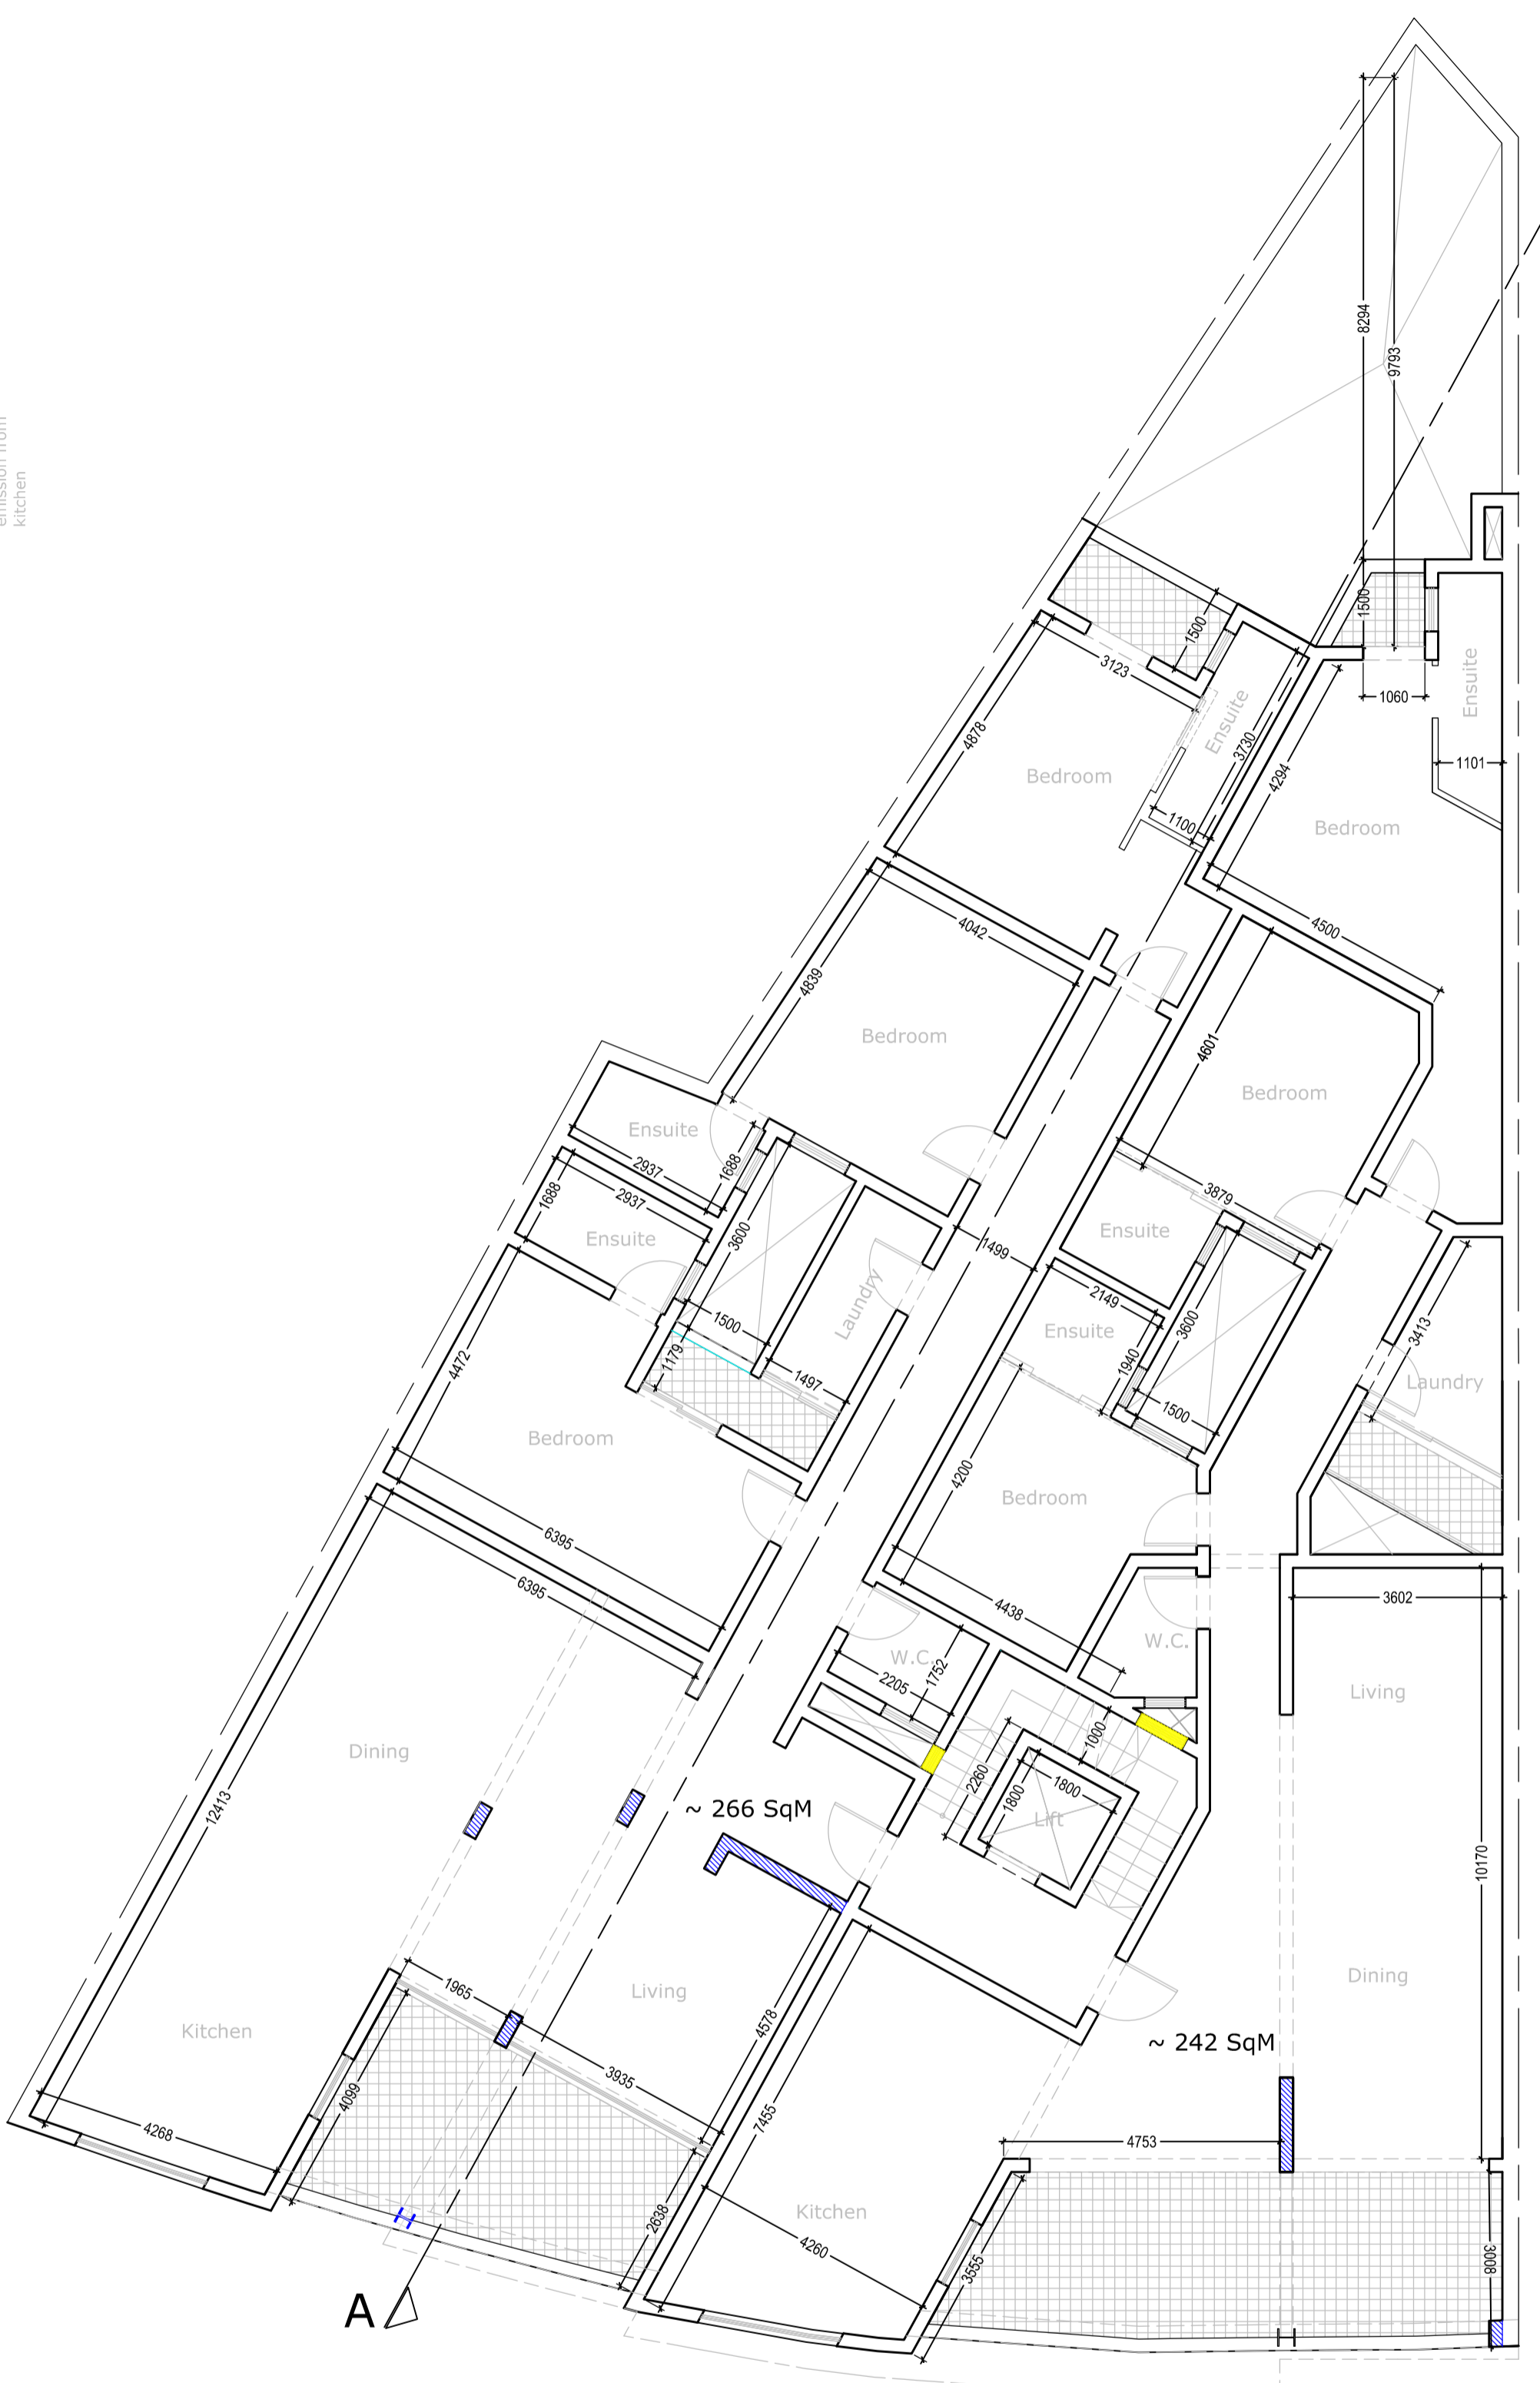 8294
9793
emission from
kitchen
1500
1500
3123
Ensuite
Ensuite
1060
4878
3730
4294
1101
Bedroom
1100
Bedroom
4042
4500
4839
Bedroom
4601
Bedroom
Ensuite
2937
1688
1688
2937
3879
Ensuite
3600
1499
Ensuite
2149
Laundry
1500
Ensuite
3600
3413
1179
1940
4472
1497
Laundry
1500
Bedroom
4200
Bedroom
6395
6395
4438
3602
W.C.
W.C.
1752
2205
Living
Dining
1000
2260
1800
1800
12413
~ 266 SqM
Lift
10170
1965
Living
Dining
4578
Kitchen
~ 242 SqM
3935
4099
7455
4268
4753
Kitchen
2638
4260
3555
3008
A